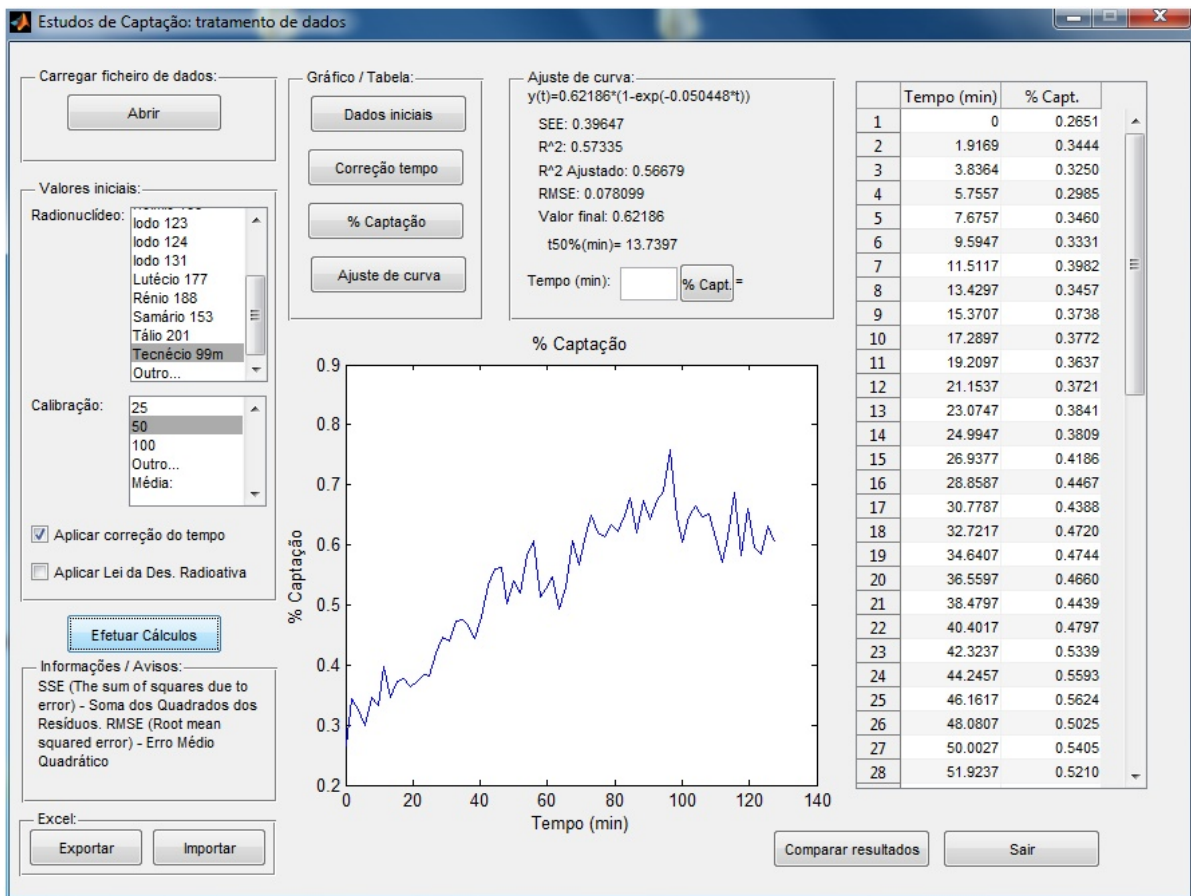 Estudos de Captação: tratamento de dados
Carregar ficheiro de dados:
Abrir
Valores iniciais:
Radionuclídeo:
Iodo 123
Iodo 124
Iodo 131
Lutécio 177
Rénio 188
Samário 153
Tálio 201
Tecnécio 99m
Outro...
Calibração:
25
50
100
Outro...
Média:
Aplicar correção do tempo
Aplicar Lei da Des. Radioativa
Efetuar Cálculos
Informações / Avisos:
SSE (The sum of squares due to
error) - Soma dos Quadrados dos
Resíduos. RMSE (Root mean
squared error) - Erro Médio
Quadrático
Excel:
Exportar
Importar
Gráfico / Tabela:
Dados iniciais
Correção tempo
% Captação
Ajuste de curva
Ajuste de curva:
y(t)=0.62186*(1-exp(-0.050448*t))
SEE: 0.39647
R^2: 0.57335
R^2 Ajustado: 0.56679
RMSE: 0.078099
Valor final: 0.62186
t50%(min)= 13.7397
Tempo (min):
% Capt.
=
% Captação
% Captação
0.9
0.8
0.7
0.6
0.5
0.4
0.3
0.2
0 20 40 60 80 100 120 140
Tempo (min)
Tempo (min) % Capt.
1 0 0.2651
2 1.9169 0.3444
3 3.8364 0.3250
4 5.7557 0.2985
5 7.6757 0.3460
6 9.5947 0.3331
7 11.5117 0.3982
8 13.4297 0.3457
9 15.3707 0.3738
10 17.2897 0.3772
11 19.2097 0.3637
12 21.1537 0.3721
13 23.0747 0.3841
14 24.9947 0.3809
15 26.9377 0.4186
16 28.8587 0.4467
17 30.7787 0.4388
18 32.7217 0.4720
19 34.6407 0.4744
20 36.5597 0.4660
21 38.4797 0.4439
22 40.4017 0.4797
23 42.3237 0.5339
24 44.2457 0.5593
25 46.1617 0.5624
26 48.0807 0.5025
27 50.0027 0.5405
28 51.9237 0.5210
Comparar resultados
Sair